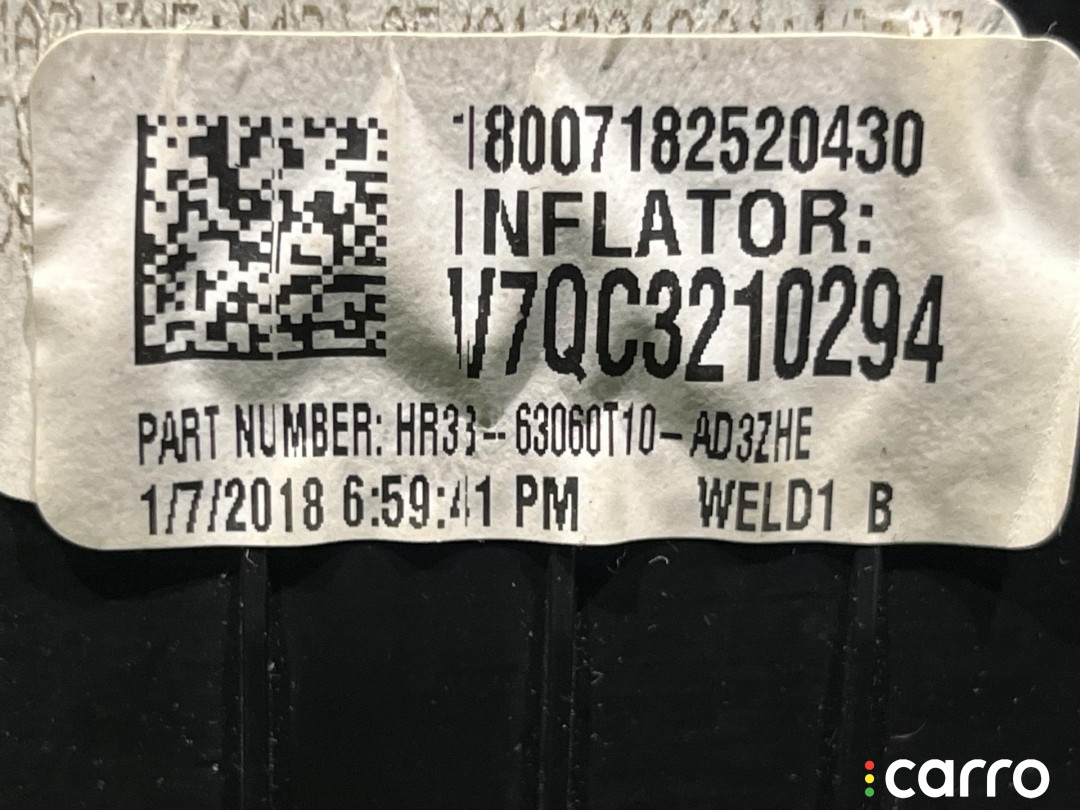 18007182520430
INFLATOR:
V7QC3210294
PART NUMBER: HR33-63060T10-AD3ZHE
1/7/2018 6:59:41 PM WELD1 B
carro